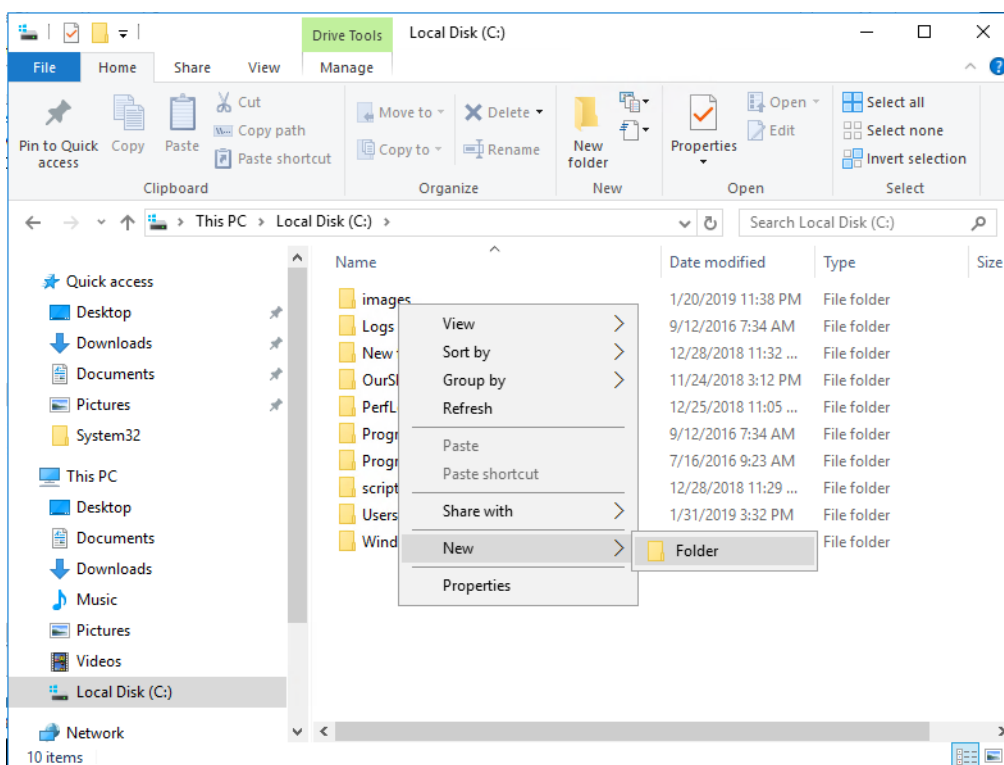 Drive Tools Local Disk (C:)
File Home Share View Manage
Pin to Quick access
Copy
Paste
Cut
Copy path
Paste shortcut
Clipboard
Move to
Copy to
Delete
Rename
Organize
New folder
New
Properties
Open
Edit
Open
Select all
Select none
Invert selection
Select
This PC > Local Disk (C:) >
Search Local Disk (C:)
Quick access
Desktop
Downloads
Documents
Pictures
System32
This PC
Desktop
Documents
Downloads
Music
Pictures
Videos
Local Disk (C:)
Network
Name Date modified Type Size
images 1/20/2019 11:38 PM File folder
Logs 9/12/2016 7:34 AM File folder
New 12/28/2018 11:32 ... File folder
OurS 11/24/2018 3:12 PM File folder
PerfL 12/25/2018 11:05 ... File folder
Progr 9/12/2016 7:34 AM File folder
Progr 7/16/2016 9:23 AM File folder
script 12/28/2018 11:29 ... File folder
Users 1/31/2019 3:32 PM File folder
Wind File folder
View
Sort by
Group by
Refresh
Paste
Paste shortcut
Share with
New
Properties
Folder
10 items